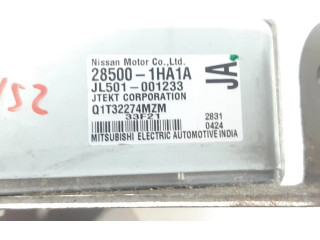 Nissan Motor Co.,Ltd.
28500-1HA1A
JL501-001233
JTEKT CORPORATION
Q1T32274MZM
33F21
2831
0424
MITSUBISHI ELECTRIC AUTOMOTIVE INDIA
JA